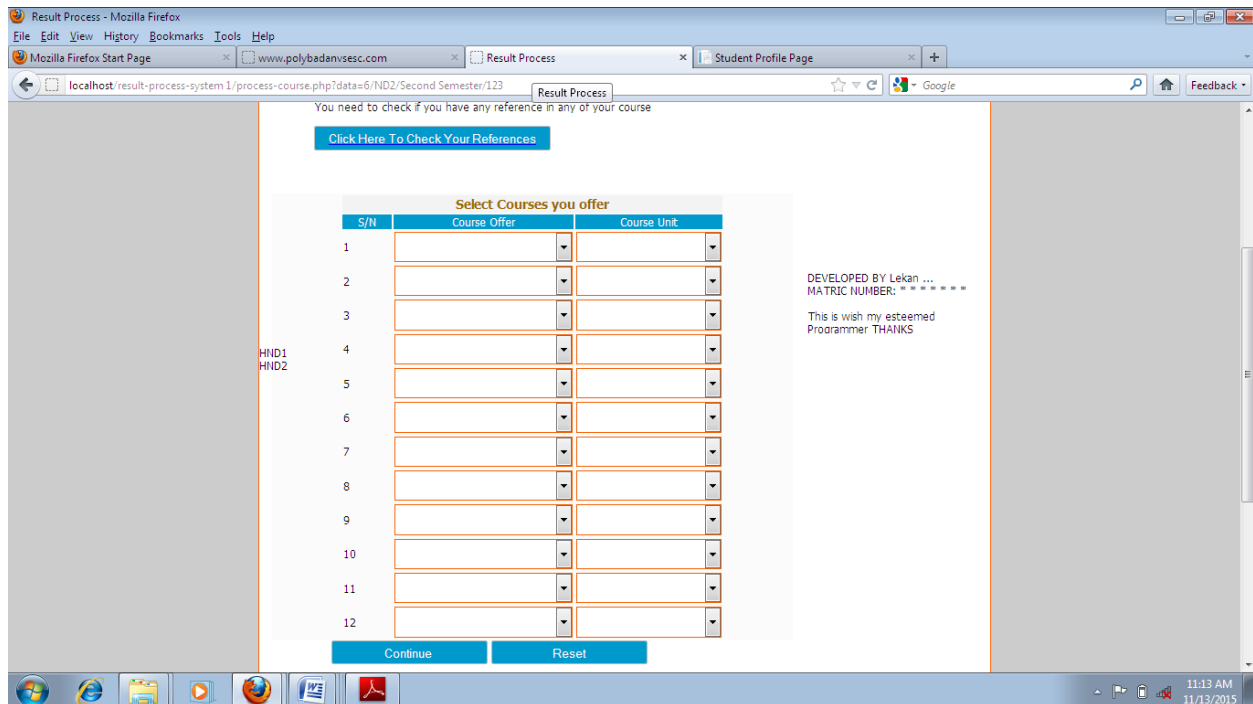 Result Process - Mozilla Firefox
File Edit View History Bookmarks Tools Help
Mozilla Firefox Start Page
www.polybadanvsesc.com
Result Process
Student Profile Page
localhost/result-process-system 1/process-course.php?data=6/ND2/Second Semester/123
Google
Feedback
Result Process
You need to check if you have any reference in any of your course
Click Here To Check Your References
Select Courses you offer
S/N Course Offer Course Unit
1
2
3
4
5
6
7
8
9
10
11
12
HND1
HND2
DEVELOPED BY Lekan ...
MATRIC NUMBER: * * * * * * *
This is wish my esteemed
Programmer THANKS
Continue Reset
11:13 AM
11/13/2015